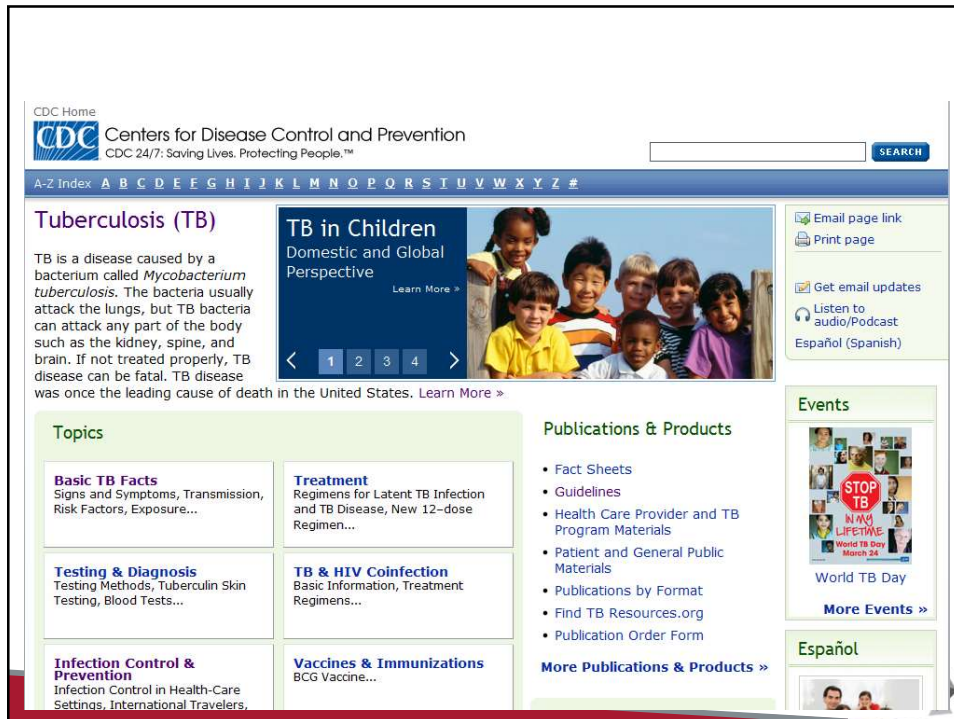 CDC Home
CDC
Centers for Disease Control and Prevention
CDC 24/7: Saving Lives. Protecting People.™
SEARCH
A-Z Index A B C D E F G H I J K L M N O P Q R S T U V W X Y Z #
Tuberculosis (TB)
TB is a disease caused by a
bacterium called Mycobacterium
tuberculosis. The bacteria usually
attack the lungs, but TB bacteria
can attack any part of the body
such as the kidney, spine, and
brain. If not treated properly, TB
disease can be fatal. TB disease
was once the leading cause of death in the United States. Learn More »
TB in Children
Domestic and Global
Perspective
Learn More »
1 2 3 4
Email page link
Print page
Get email updates
Listen to
audio/Podcast
Español (Spanish)
Topics
Basic TB Facts
Signs and Symptoms, Transmission,
Risk Factors, Exposure...
Treatment
Regimens for Latent TB Infection
and TB Disease, New 12–dose
Regimen...
Testing & Diagnosis
Testing Methods, Tuberculin Skin
Testing, Blood Tests...
TB & HIV Coinfection
Basic Information, Treatment
Regimens...
Infection Control &
Prevention
Infection Control in Health-Care
Settings, International Travelers,
Vaccines & Immunizations
BCG Vaccine...
Publications & Products
• Fact Sheets
• Guidelines
• Health Care Provider and TB
Program Materials
• Patient and General Public
Materials
• Publications by Format
• Find TB Resources.org
• Publication Order Form
More Publications & Products »
Events
STOP
TB
IN MY
LIFETIME
World TB Day
March 24
World TB Day
More Events »
Español